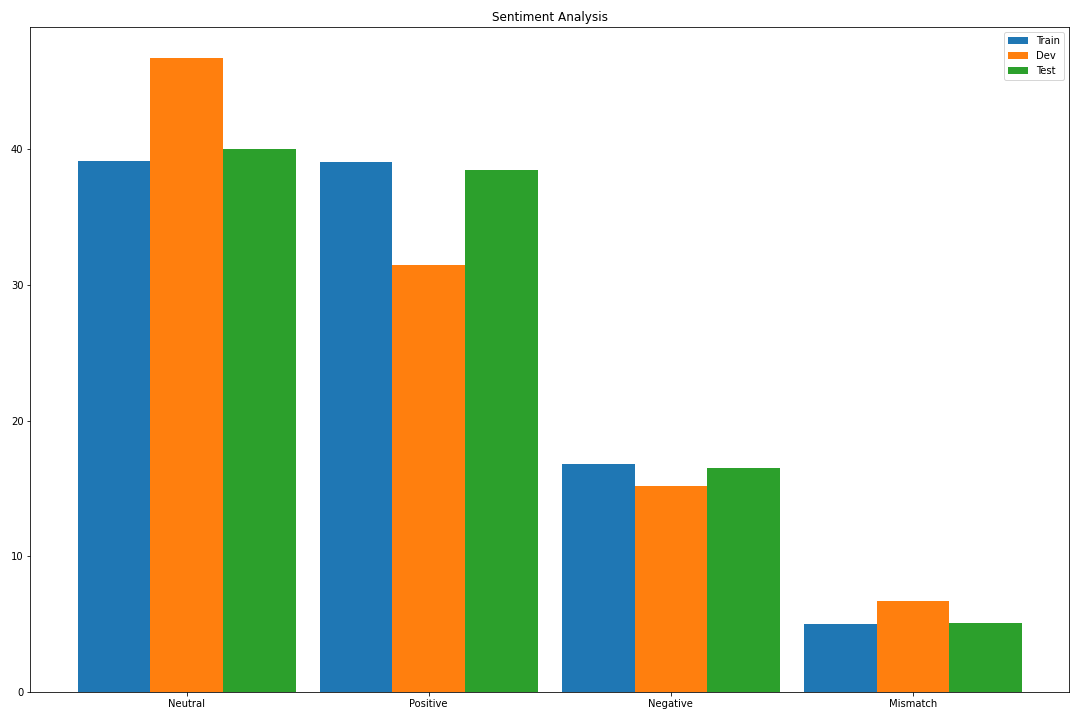 Sentiment Analysis
Train
Dev
Test
40
30
20
10
0
Neutral Positive Negative Mismatch